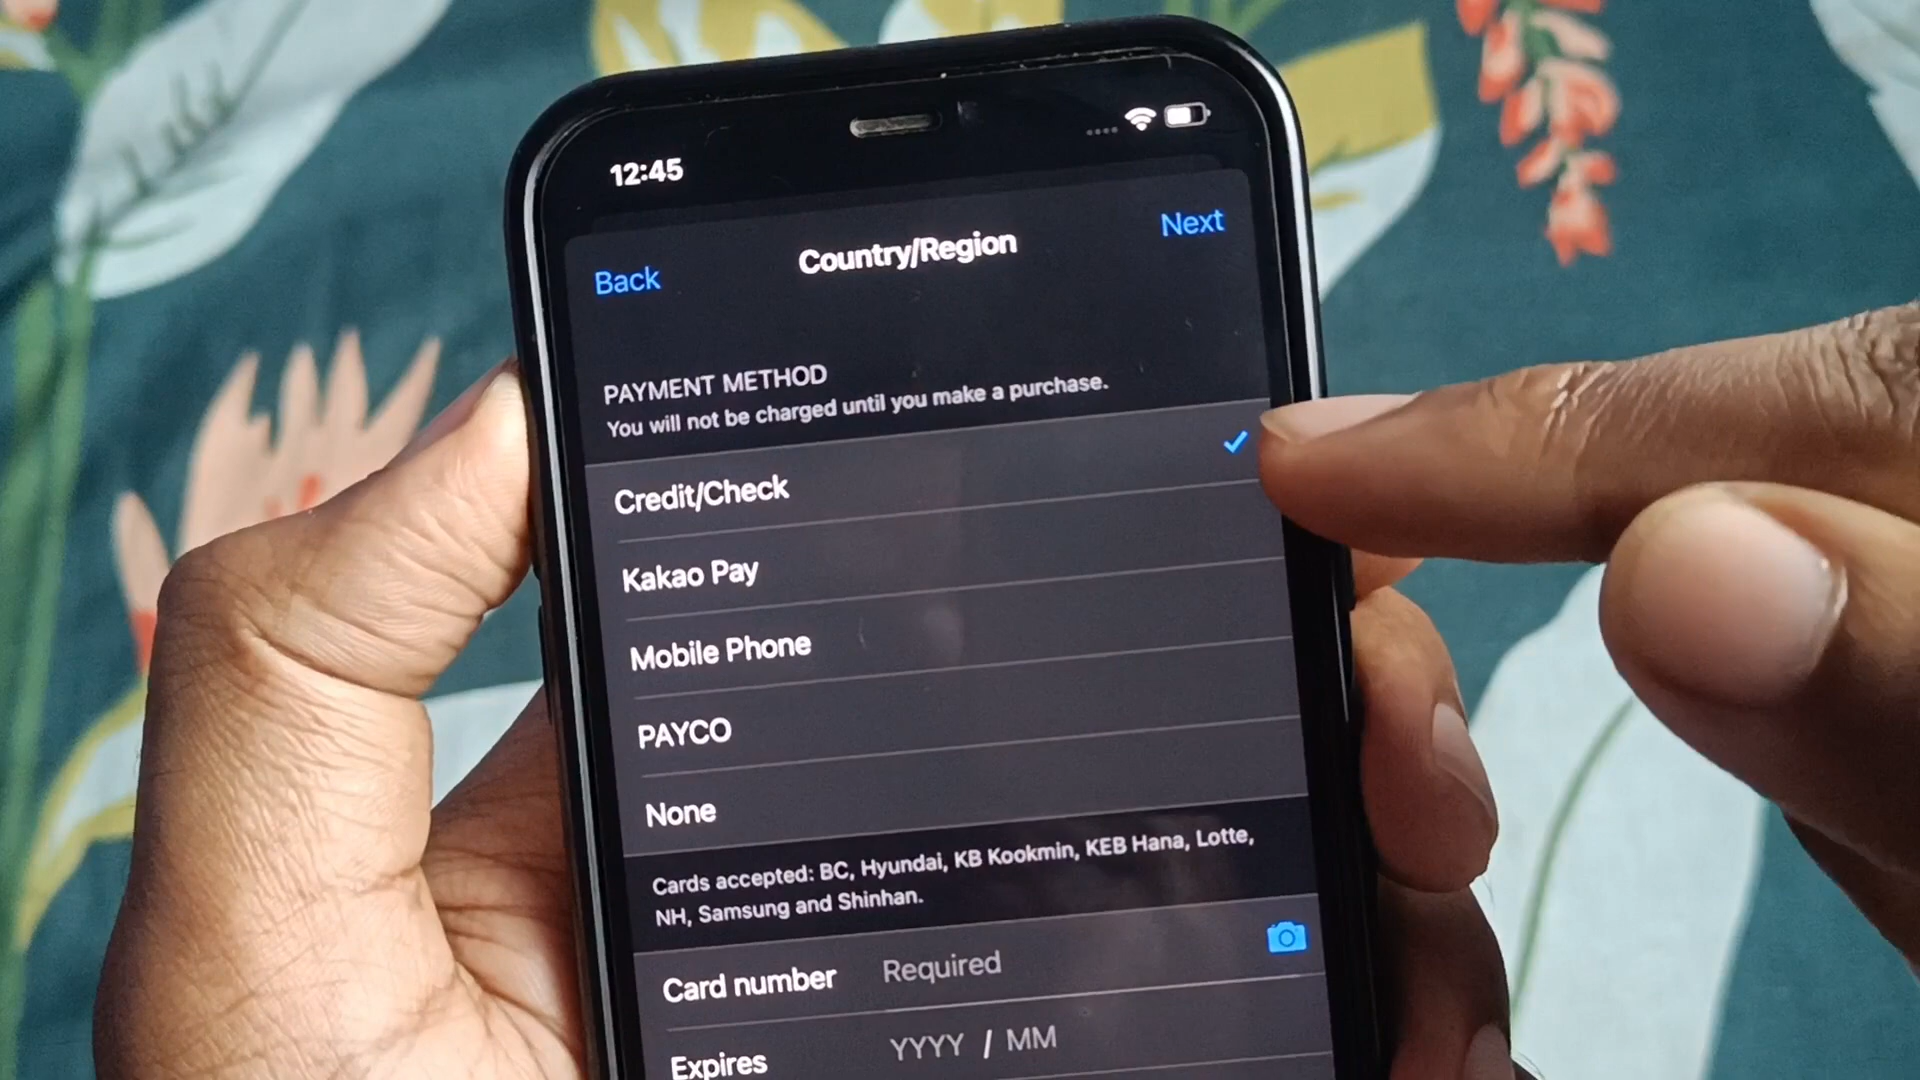 12:45
Back
Country/Region
Next
PAYMENT METHOD
You will not be charged until you make a purchase.
Credit/Check
Kakao Pay
Mobile Phone
PAYCO
None
Cards accepted: BC, Hyundai, KB Kookmin, KEB Hana, Lotte,
NH, Samsung and Shinhan.
Card number Required
Expires YYYY / MM